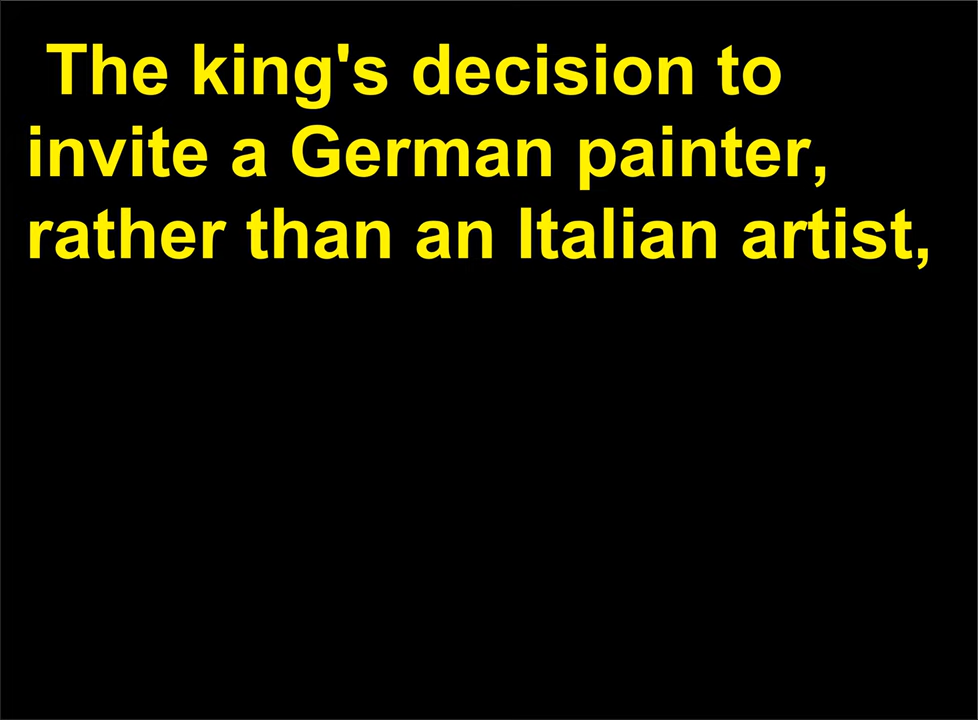 The king's decision to
invite a German painter,
rather than an Italian artist,